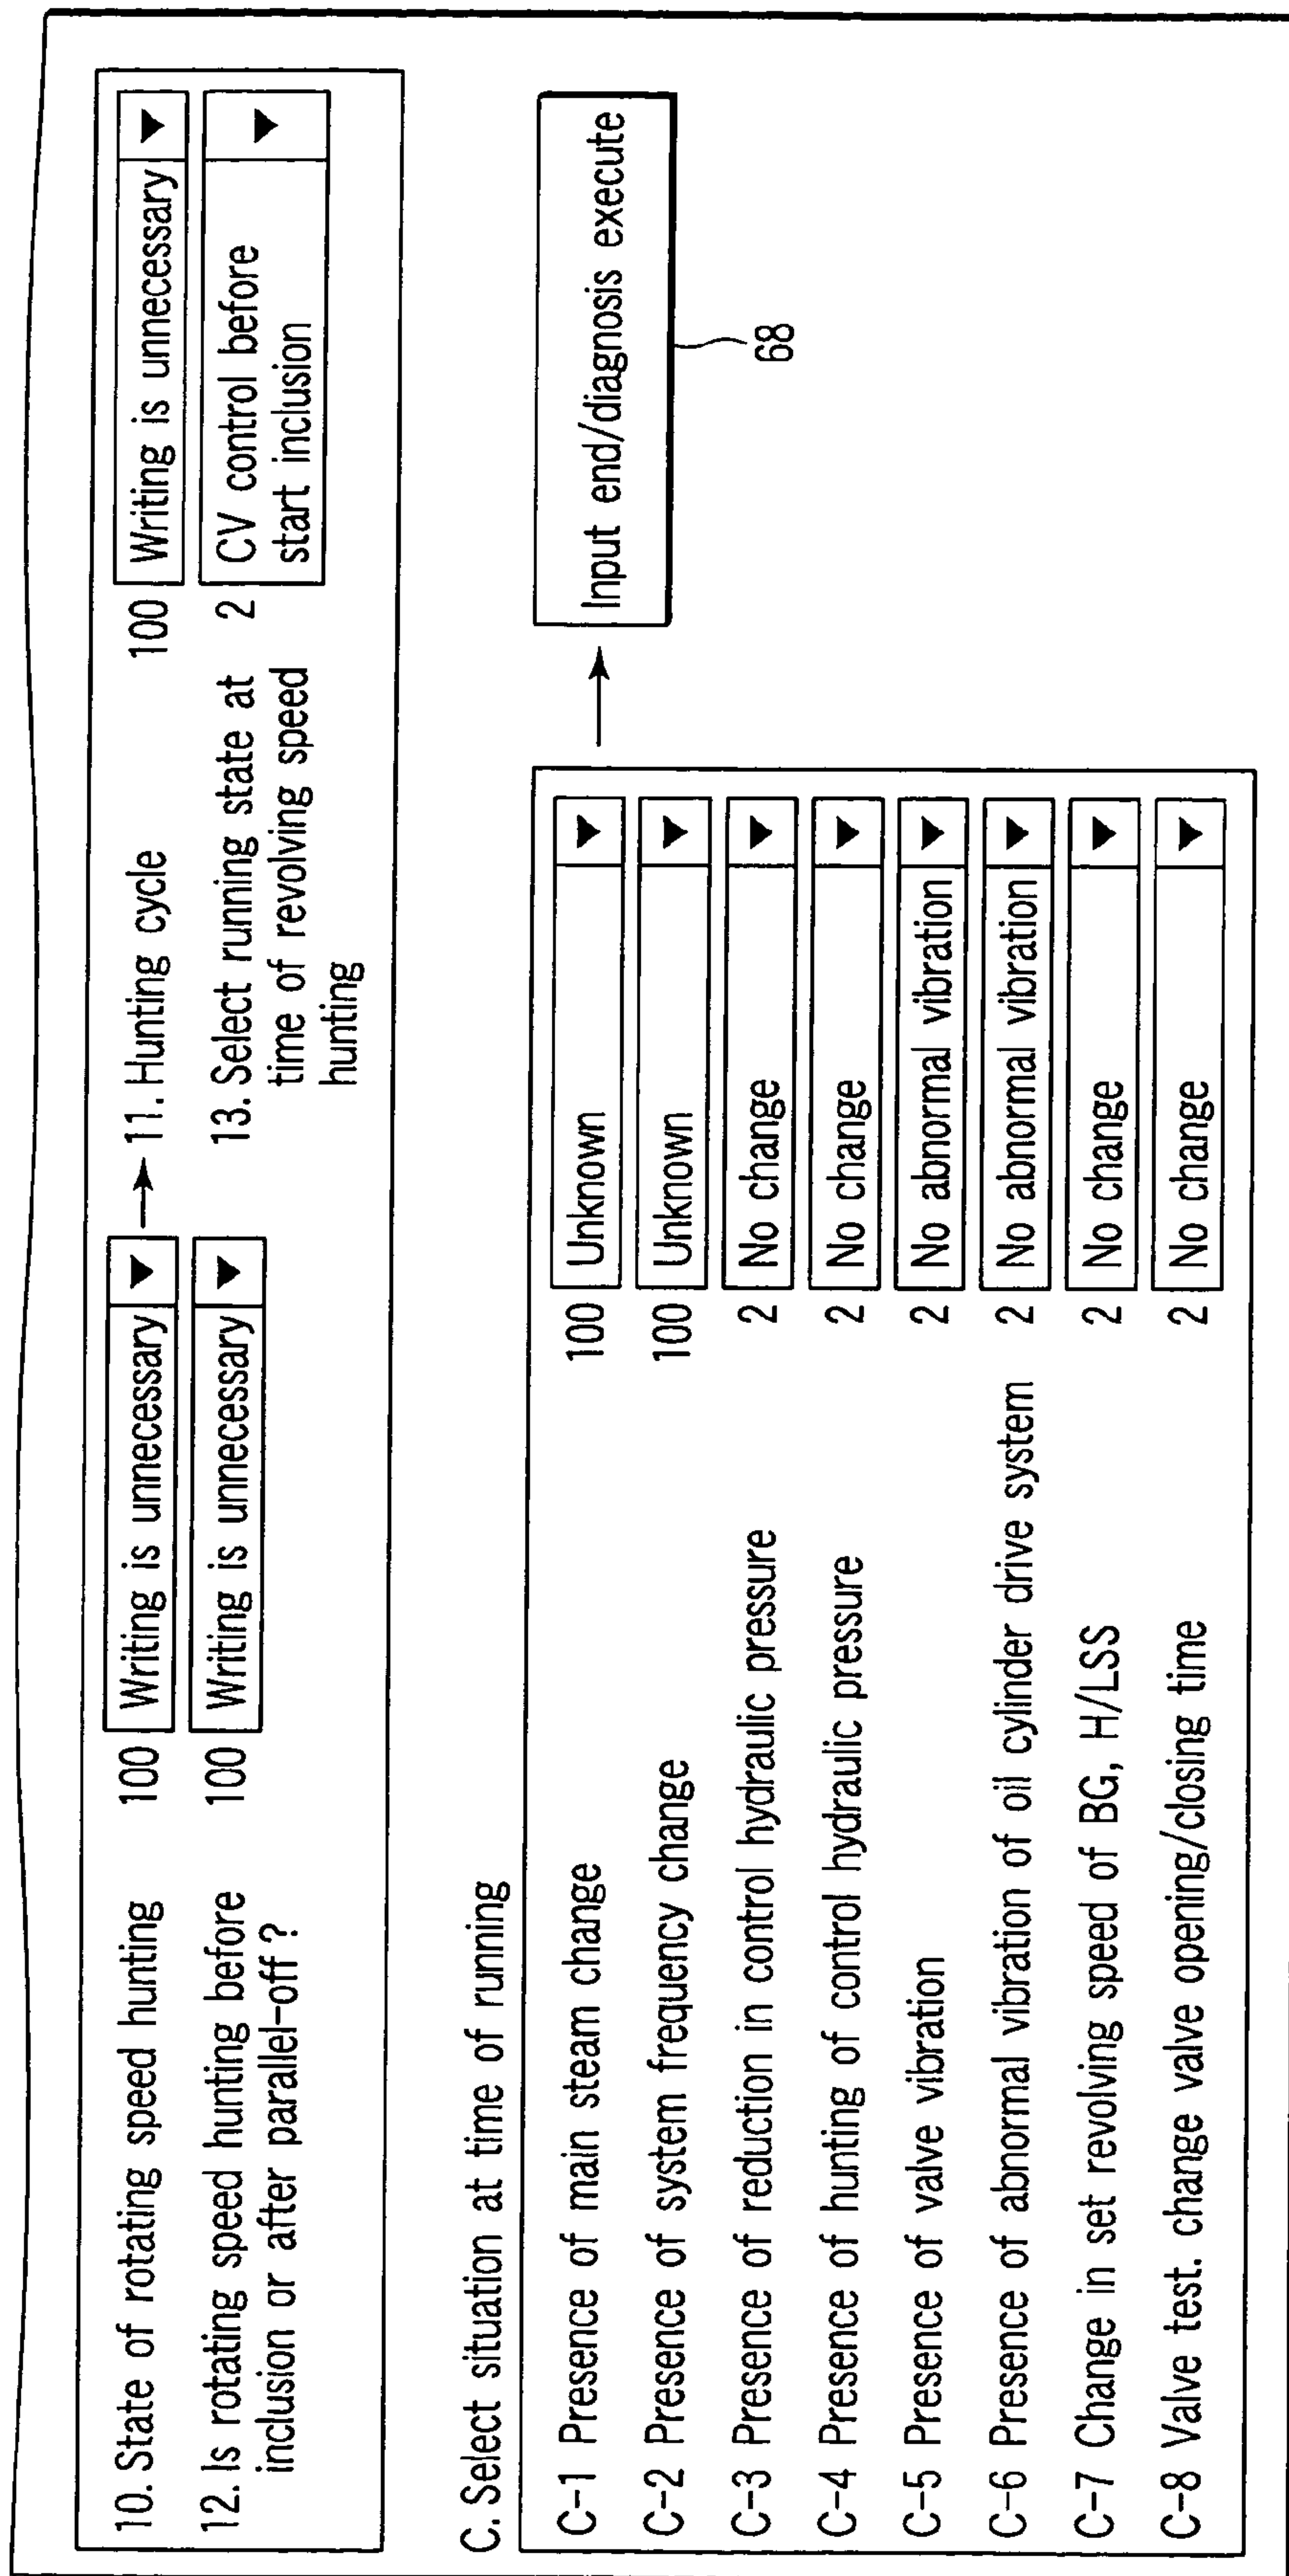 10. State of rotating speed hunting 100 Writing is unnecessary ▼ → 11. Hunting cycle 100 Writing is unnecessary ▼
12. Is rotating speed hunting before 100 Writing is unnecessary ▼ 13. Select running state at 2 CV control before ▼
inclusion or after parallel-off ? time of revolving speed start inclusion
hunting
C. Select situation at time of running
C-1 Presence of main steam change 100 Unknown ▼ → Input end/diagnosis execute
C-2 Presence of system frequency change 100 Unknown ▼ 68
C-3 Presence of reduction in control hydraulic pressure 2 No change ▼
C-4 Presence of hunting of control hydraulic pressure 2 No change ▼
C-5 Presence of valve vibration 2 No abnormal vibration ▼
C-6 Presence of abnormal vibration of oil cylinder drive system 2 No abnormal vibration ▼
C-7 Change in set revolving speed of BG, H/LSS 2 No change ▼
C-8 Valve test. change valve opening/closing time 2 No change ▼